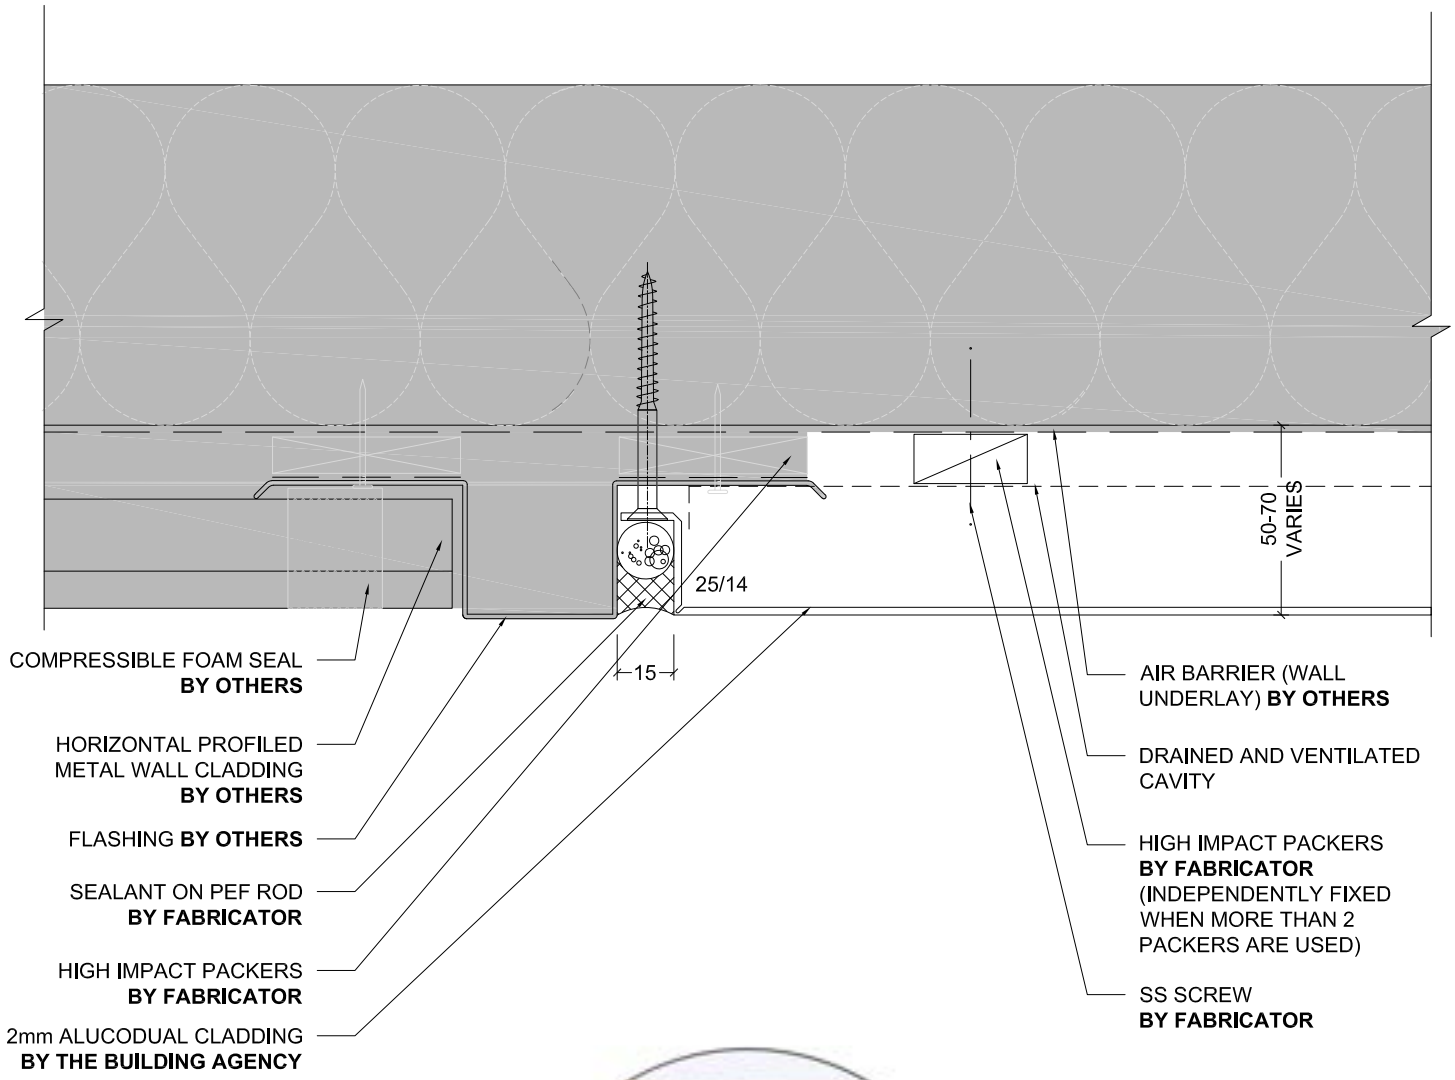 25/14
15
50-70
VARIES
COMPRESSIBLE FOAM SEAL
BY OTHERS
HORIZONTAL PROFILED
METAL WALL CLADDING
BY OTHERS
FLASHING BY OTHERS
SEALANT ON PEF ROD
BY FABRICATOR
HIGH IMPACT PACKERS
BY FABRICATOR
2mm ALUCODUAL CLADDING
BY THE BUILDING AGENCY
AIR BARRIER (WALL
UNDERLAY) BY OTHERS
DRAINED AND VENTILATED
CAVITY
HIGH IMPACT PACKERS
BY FABRICATOR
(INDEPENDENTLY FIXED
WHEN MORE THAN 2
PACKERS ARE USED)
SS SCREW
BY FABRICATOR